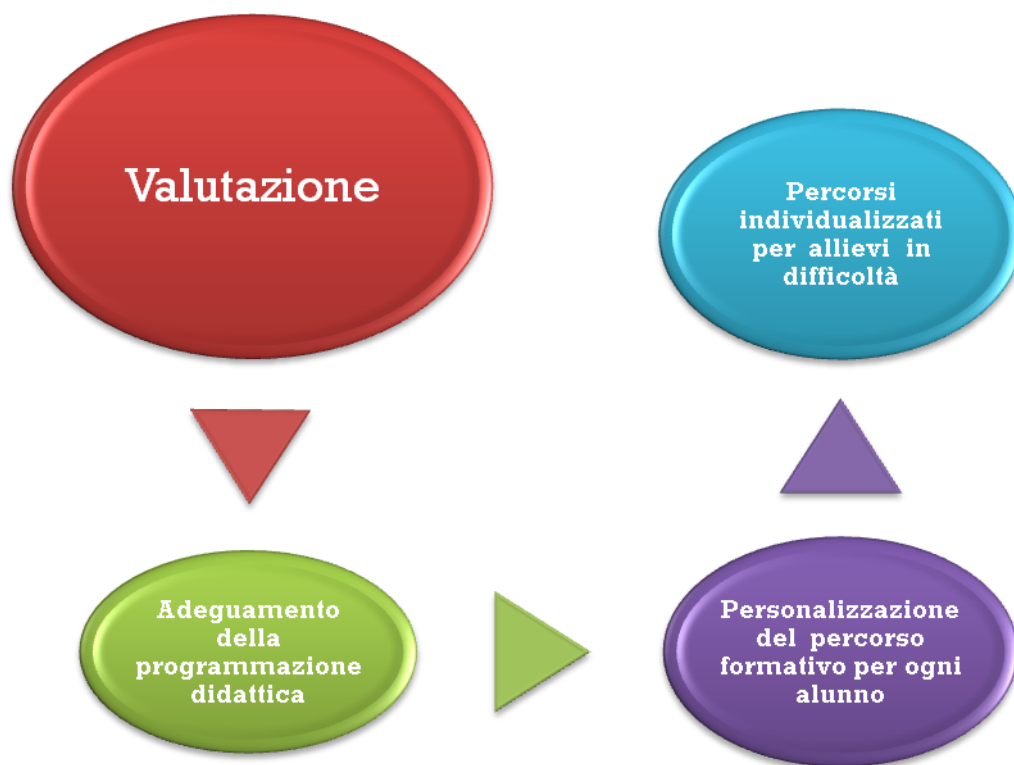 Valutazione
Adeguamento
della
programmazione
didattica
Personalizzazione
del percorso
formativo per ogni
alunno
Percorsi
individualizzati
per allievi in
difficoltà